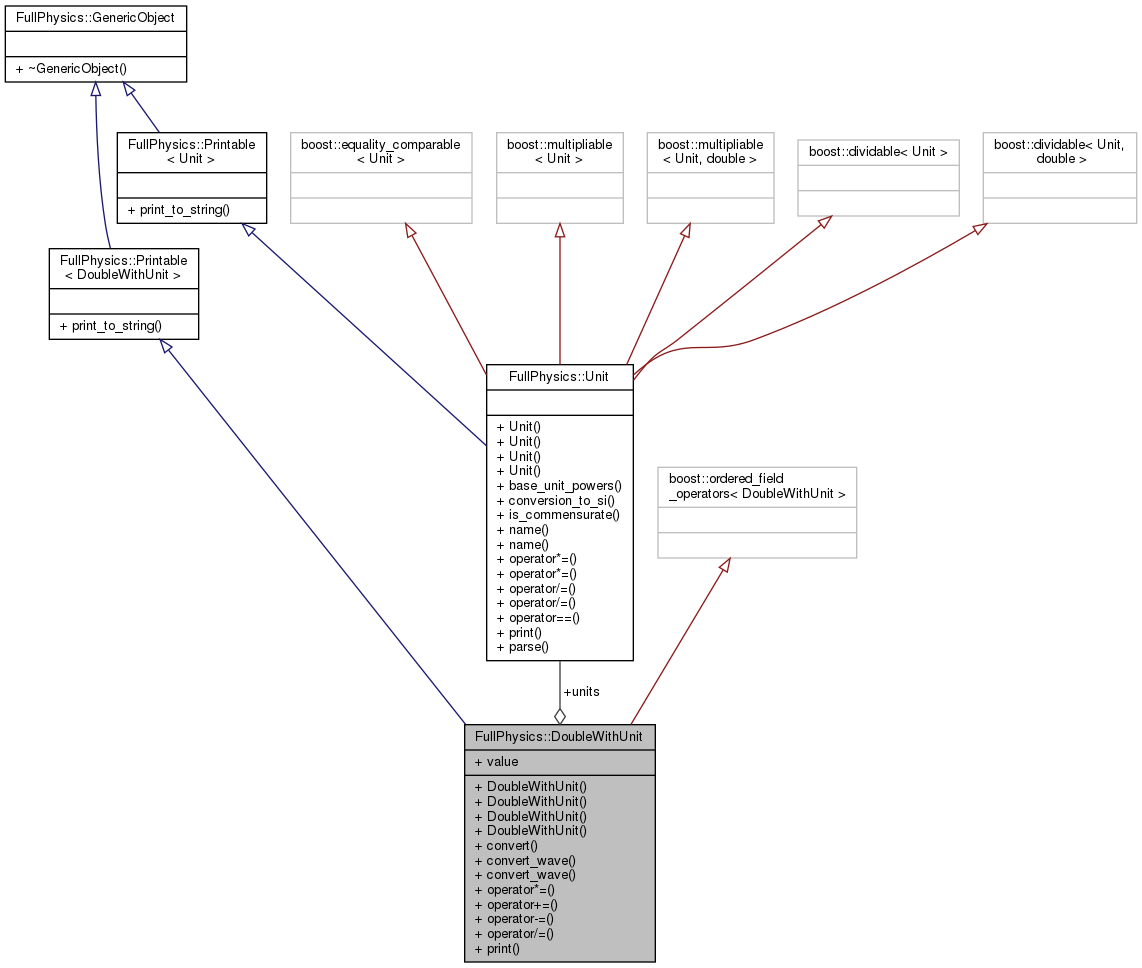 FullPhysics::GenericObject
+ ~GenericObject()
FullPhysics::Printable
< Unit >
+ print_to_string()
boost::equality_comparable
< Unit >
boost::multipliable
< Unit >
boost::multipliable
< Unit, double >
boost::dividable< Unit >
boost::dividable< Unit,
double >
FullPhysics::Printable
< DoubleWithUnit >
+ print_to_string()
FullPhysics::Unit
+ Unit()
+ Unit()
+ Unit()
+ Unit()
+ base_unit_powers()
+ conversion_to_si()
+ is_commensurate()
+ name()
+ name()
+ operator*=()
+ operator*=()
+ operator/=()
+ operator/=()
+ operator==()
+ print()
+ parse()
boost::ordered_field
_operators< DoubleWithUnit >
+units
FullPhysics::DoubleWithUnit
+ value
+ DoubleWithUnit()
+ DoubleWithUnit()
+ DoubleWithUnit()
+ DoubleWithUnit()
+ convert()
+ convert_wave()
+ convert_wave()
+ operator*=()
+ operator+=()
+ operator-=()
+ operator/=()
+ print()